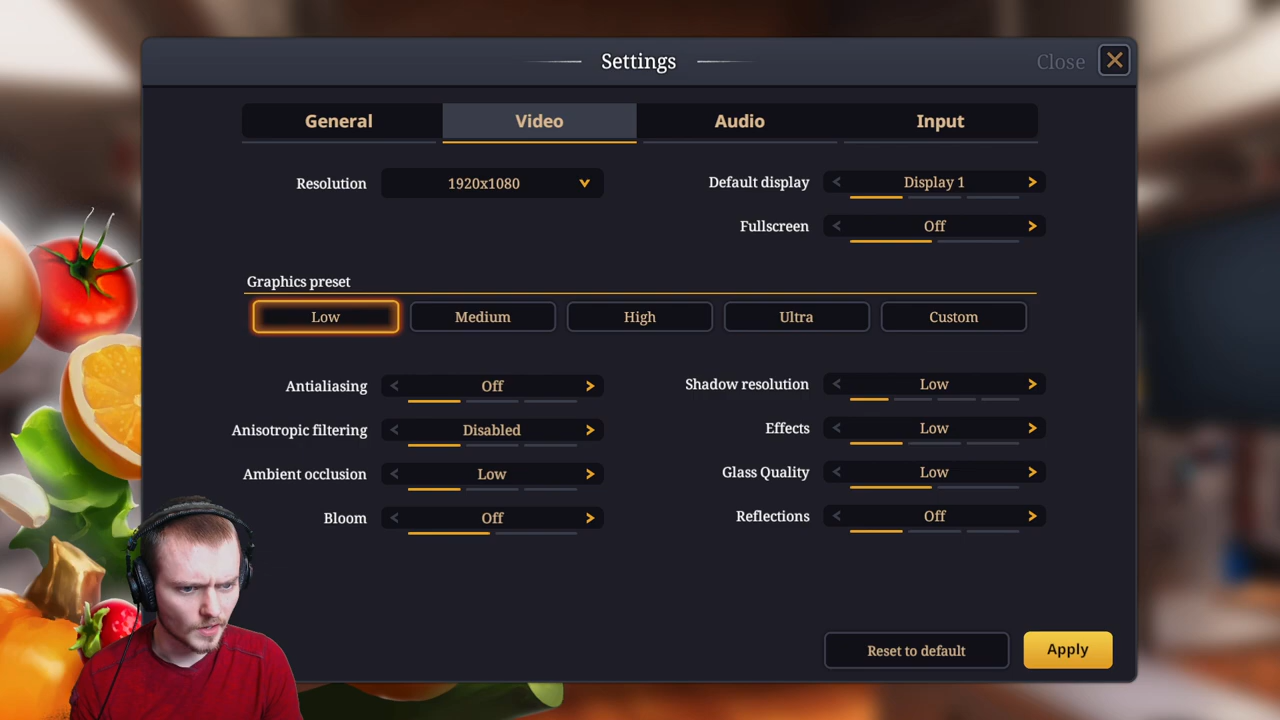 Settings
Close
General Video Audio Input
Resolution 1920x1080
Default display Display 1
Fullscreen Off
Graphics preset
Low Medium High Ultra Custom
Antialiasing Off
Shadow resolution Low
Anisotropic filtering Disabled
Effects Low
Ambient occlusion Low
Glass Quality Low
Bloom Off
Reflections Off
Reset to default Apply